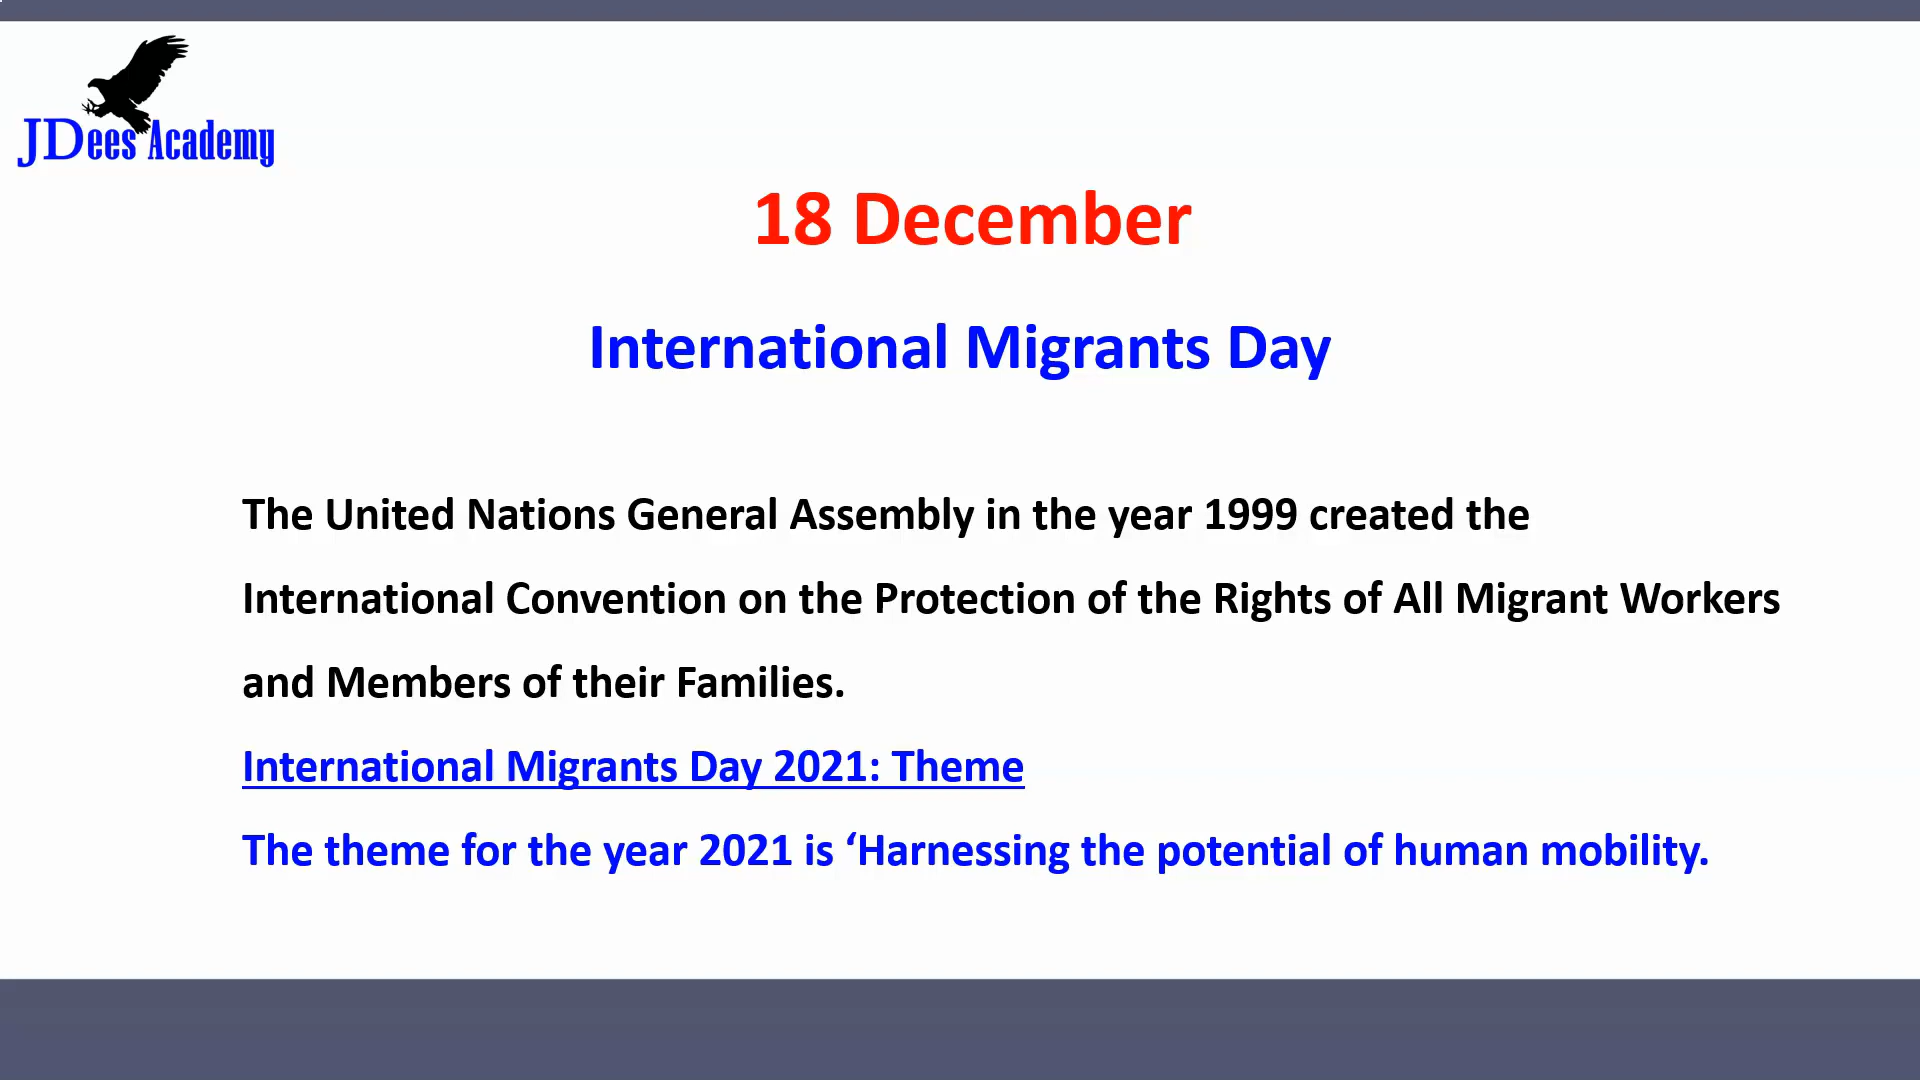 JDees Academy
18 December
International Migrants Day
The United Nations General Assembly in the year 1999 created the
International Convention on the Protection of the Rights of All Migrant Workers
and Members of their Families.
International Migrants Day 2021: Theme
The theme for the year 2021 is ‘Harnessing the potential of human mobility.